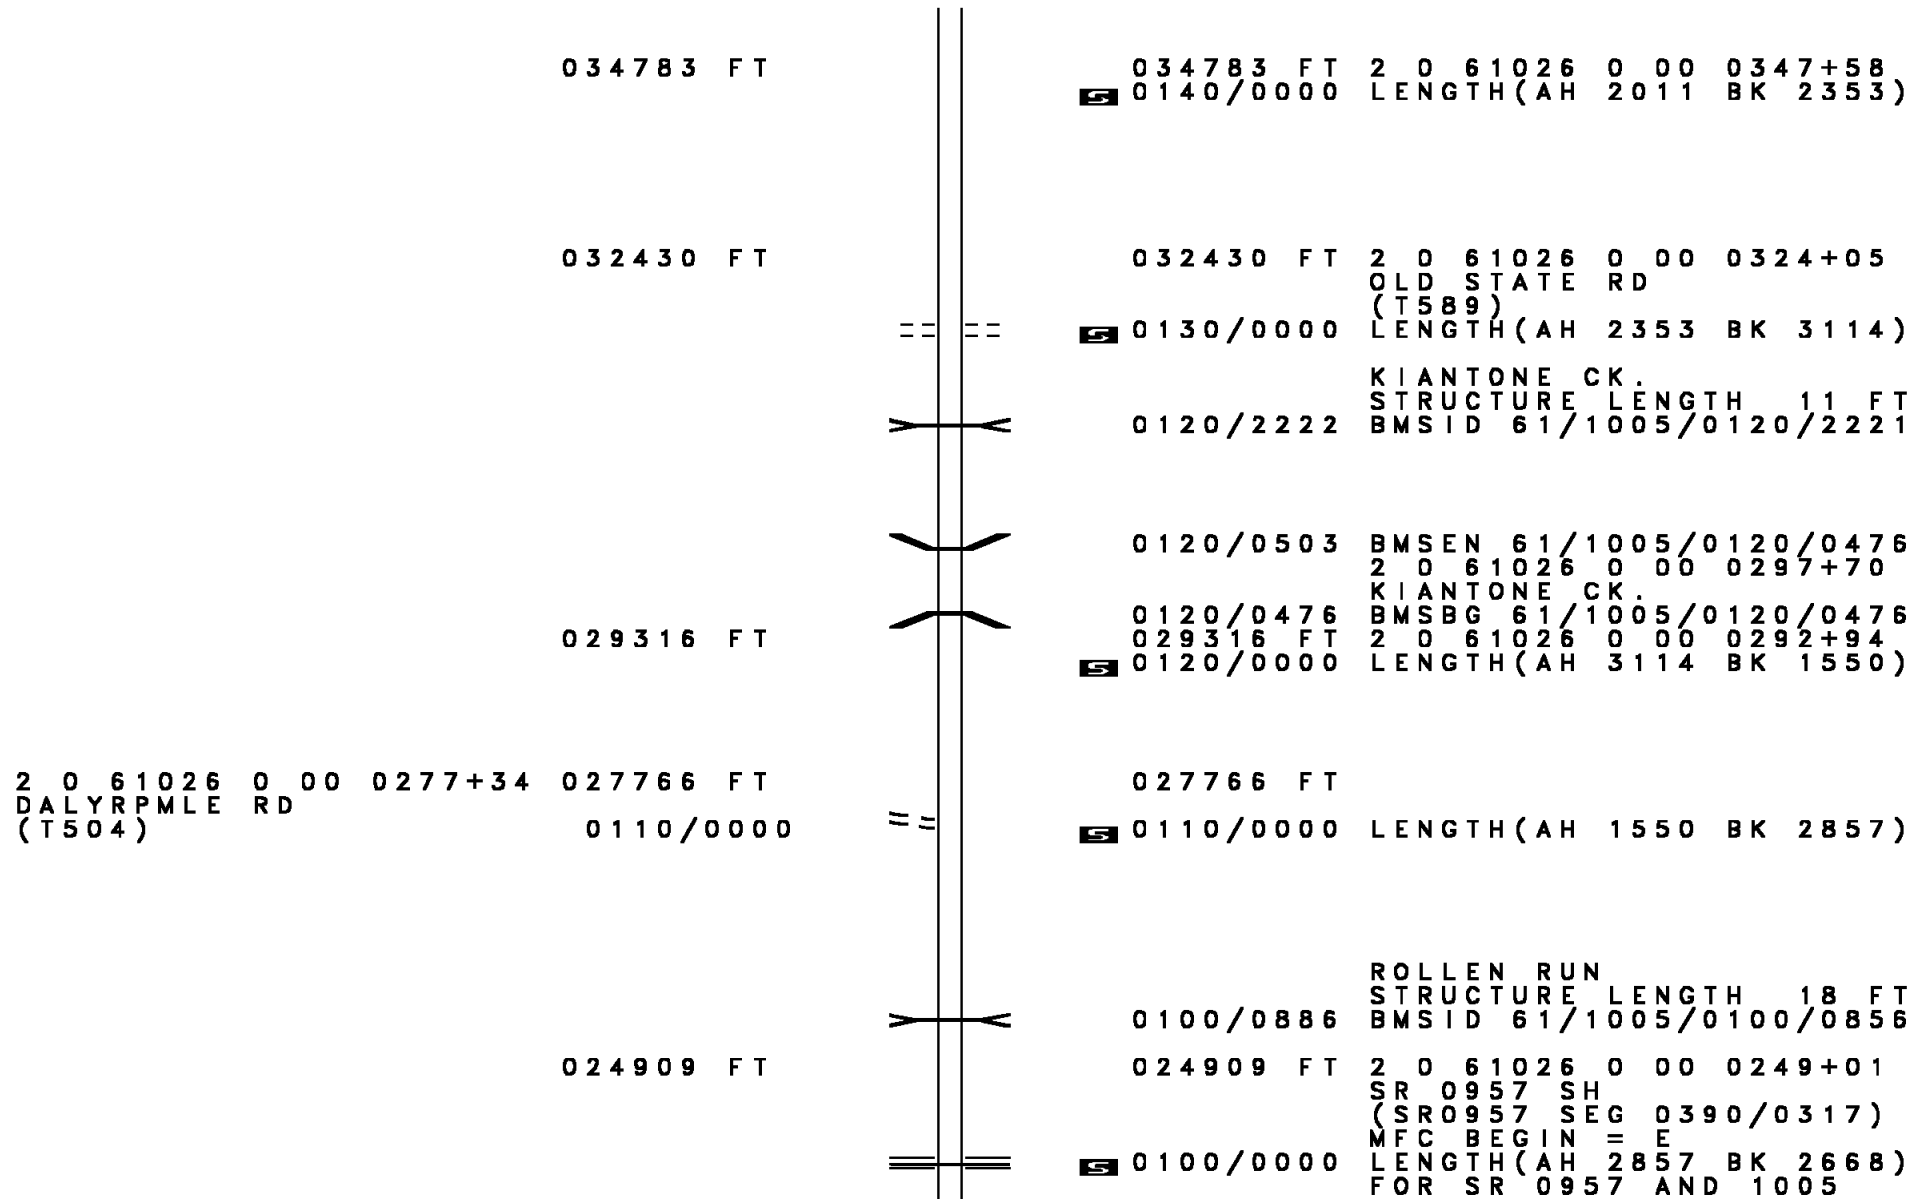 034783 FT 034783 FT 2 0 61026 0 00 0347+58
S 0140/0000 LENGTH(AH 2011 BK 2353)
032430 FT 032430 FT 2 0 61026 0 00 0324+05
OLD STATE RD
(T589)
S 0130/0000 LENGTH(AH 2353 BK 3114)
KIANTONE CK.
STRUCTURE LENGTH 11 FT
0120/2222 BMSID 61/1005/0120/2221
0120/0503 BMSEN 61/1005/0120/0476
2 0 61026 0 00 0297+70
KIANTONE CK.
0120/0476 BMSBG 61/1005/0120/0476
029316 FT 029316 FT 2 0 61026 0 00 0292+94
S 0120/0000 LENGTH(AH 3114 BK 1550)
2 0 61026 0 00 0277+34 027766 FT 027766 FT
DALYRPMLE RD
(T504) 0110/0000 S 0110/0000 LENGTH(AH 1550 BK 2857)
ROLLEN RUN
STRUCTURE LENGTH 18 FT
0100/0886 BMSID 61/1005/0100/0856
024909 FT 024909 FT 2 0 61026 0 00 0249+01
SR 0957 SH
(SR0957 SEG 0390/0317)
MFC BEGIN = E
S 0100/0000 LENGTH(AH 2857 BK 2668)
FOR SR 0957 AND 1005